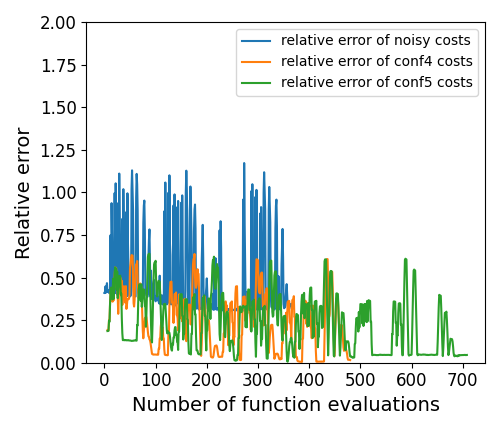 2.00
1.75
1.50
1.25
1.00
0.75
0.50
0.25
0.00
Relative error
relative error of noisy costs
relative error of conf4 costs
relative error of conf5 costs
0 100 200 300 400 500 600 700
Number of function evaluations